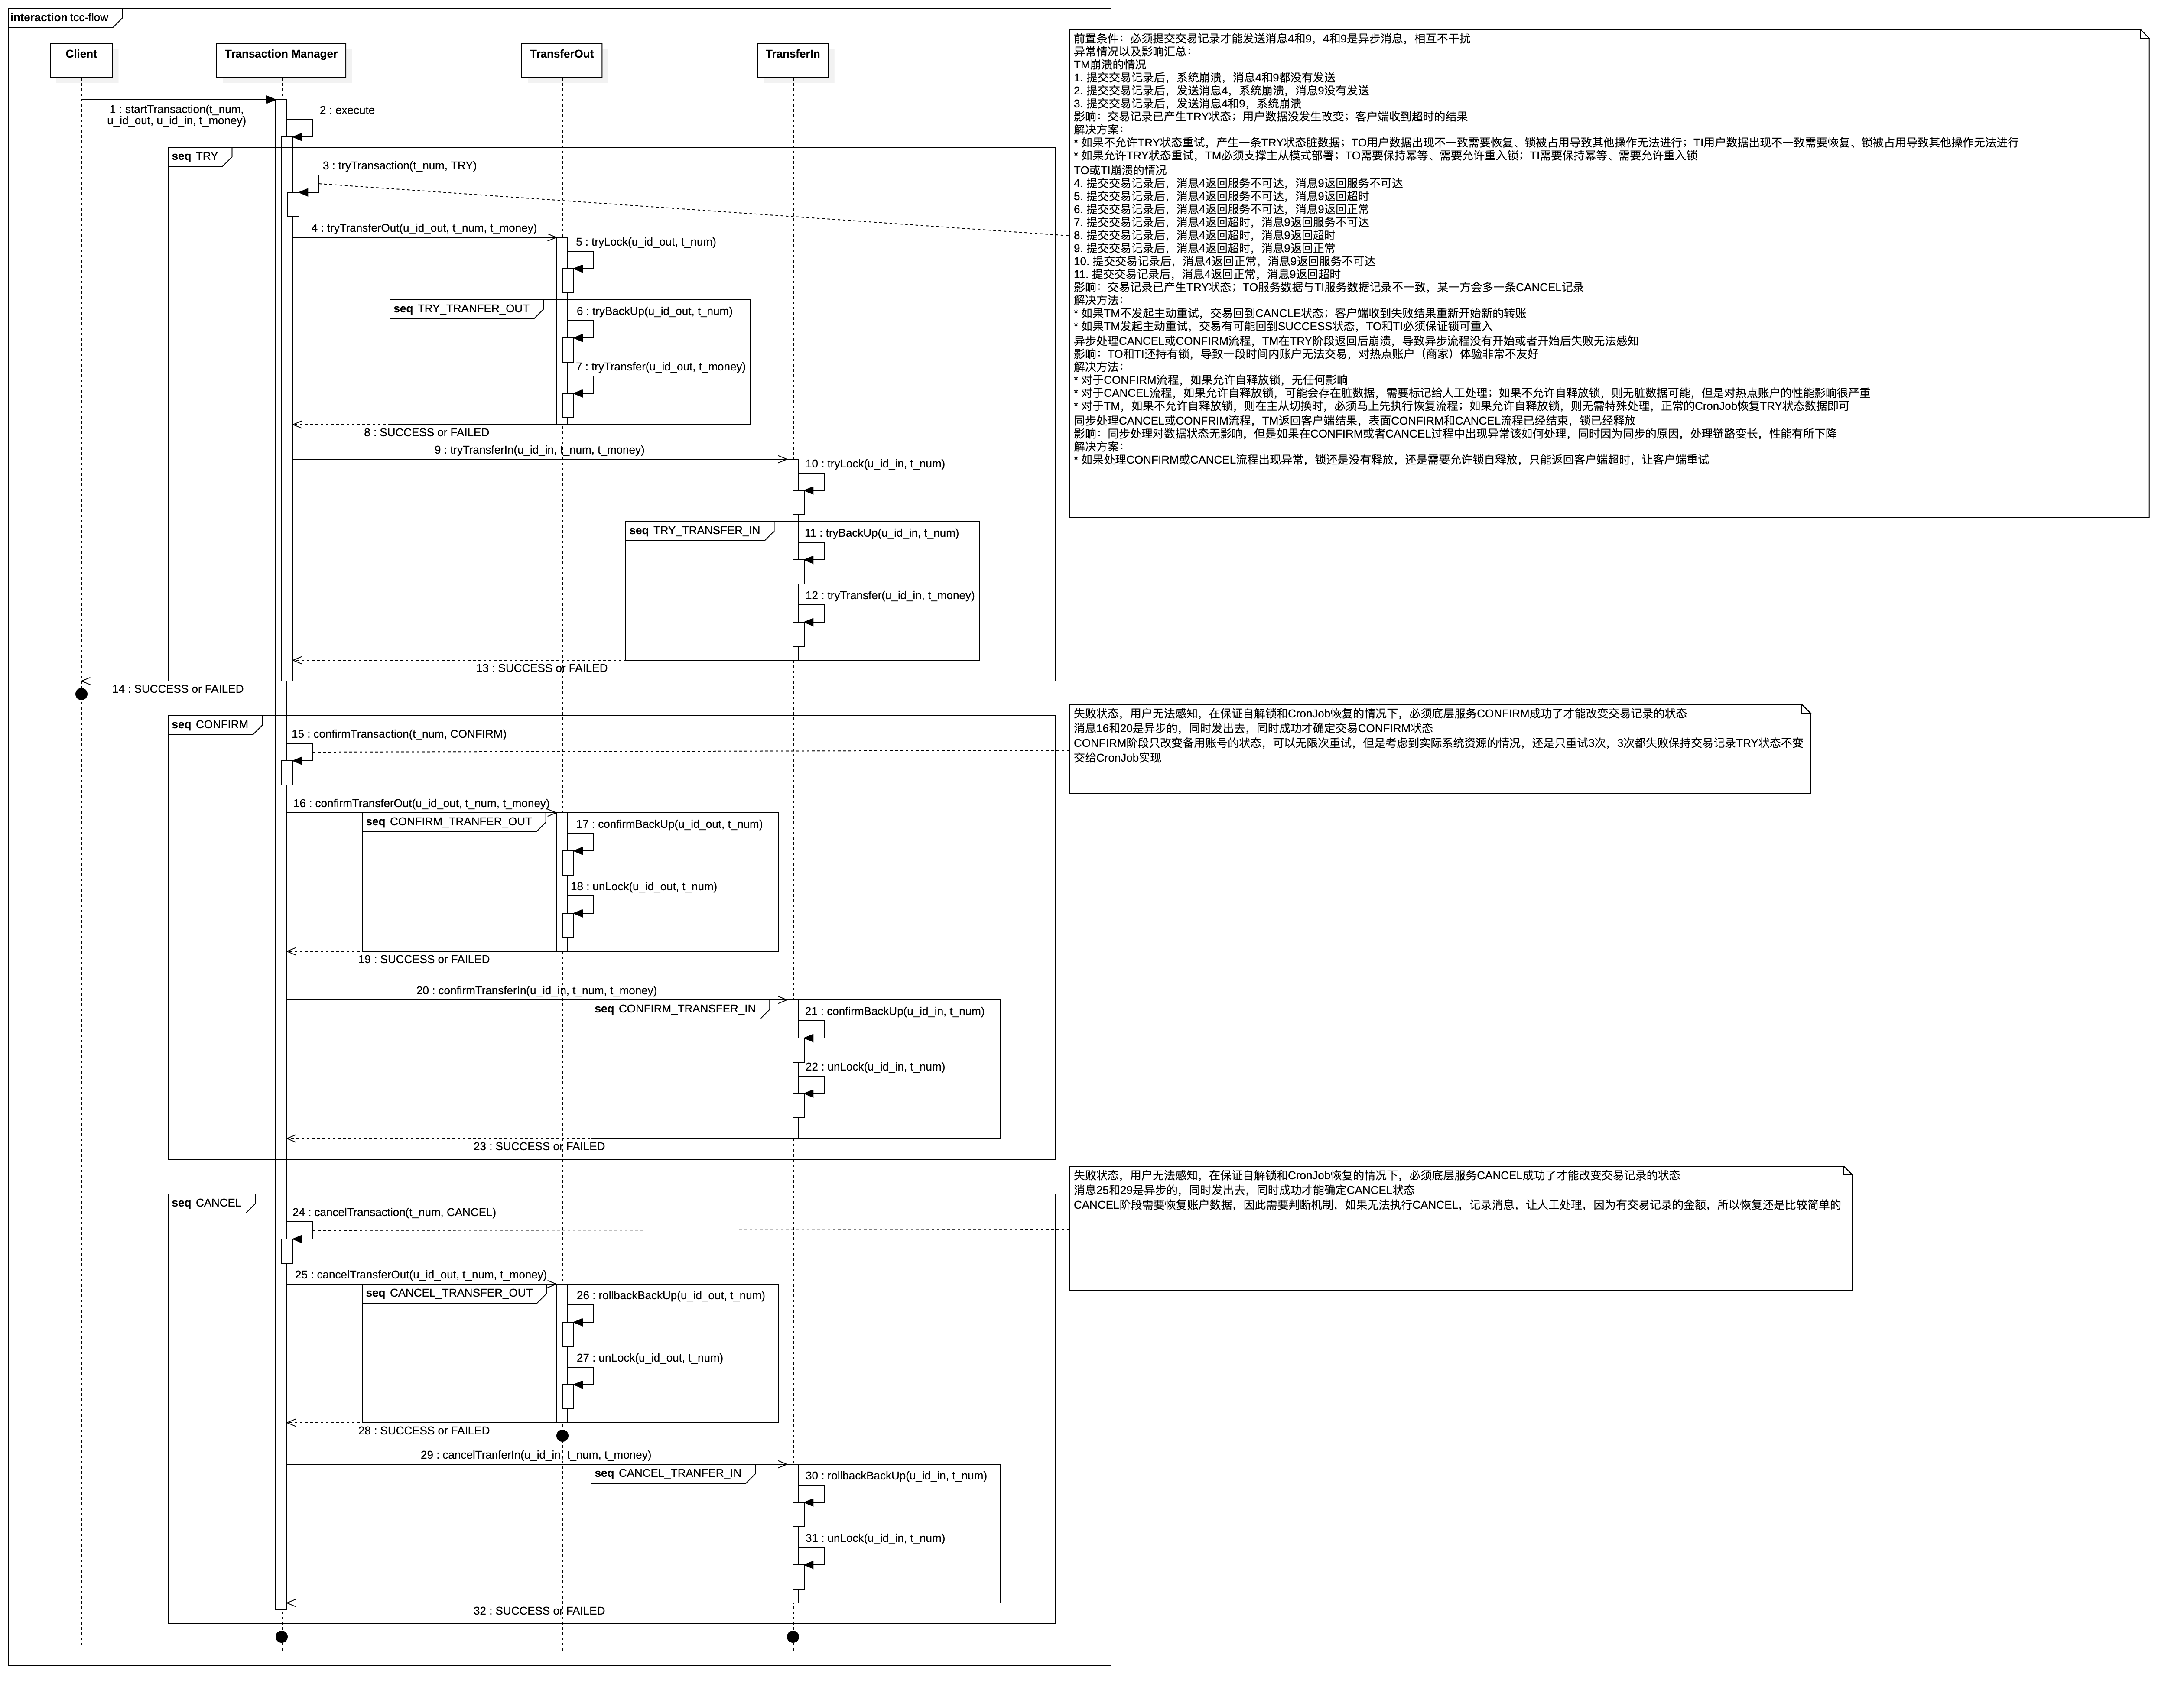 interaction tcc-flow
Client
Transaction Manager
TransferOut
TransferIn
1 : startTransaction(t_num,
u_id_out, u_id_in, t_money)
2 : execute
seq TRY
3 : tryTransaction(t_num, TRY)
4 : tryTransferOut(u_id_out, t_num, t_money)
5 : tryLock(u_id_out, t_num)
seq TRY_TRANFER_OUT
6 : tryBackUp(u_id_out, t_num)
7 : tryTransfer(u_id_out, t_money)
8 : SUCCESS or FAILED
9 : tryTransferIn(u_id_in, t_num, t_money)
10 : tryLock(u_id_in, t_num)
seq TRY_TRANSFER_IN
11 : tryBackUp(u_id_in, t_num)
12 : tryTransfer(u_id_in, t_money)
13 : SUCCESS or FAILED
14 : SUCCESS or FAILED
前置条件：必须提交交易记录才能发送消息4和9，4和9是异步消息，相互不干扰
异常情况以及影响汇总：
TM崩溃的情况
1. 提交交易记录后，系统崩溃，消息4和9都没有发送
2. 提交交易记录后，发送消息4，系统崩溃，消息9没有发送
3. 提交交易记录后，发送消息4和9，系统崩溃
影响：交易记录已产生TRY状态；用户数据没发生改变；客户端收到超时的结果
解决方案：
* 如果不允许TRY状态重试，产生一条TRY状态脏数据；TO用户数据出现不一致需要恢复、锁被占用导致其他操作无法进行；TI用户数据出现不一致需要恢复、锁被占用导致其他操作无法进行
* 如果允许TRY状态重试，TM必须支撑主从模式部署；TO需要保持幂等、需要允许重入锁；TI需要保持幂等、需要允许重入锁
TO或TI崩溃的情况
4. 提交交易记录后，消息4返回服务不可达，消息9返回服务不可达
5. 提交交易记录后，消息4返回服务不可达，消息9返回超时
6. 提交交易记录后，消息4返回服务不可达，消息9返回正常
7. 提交交易记录后，消息4返回超时，消息9返回服务不可达
8. 提交交易记录后，消息4返回超时，消息9返回超时
9. 提交交易记录后，消息4返回超时，消息9返回正常
10. 提交交易记录后，消息4返回正常，消息9返回服务不可达
11. 提交交易记录后，消息4返回正常，消息9返回超时
影响：交易记录已产生TRY状态；TO服务数据与TI服务数据记录不一致，某一方会多一条CANCEL记录
解决方法：
* 如果TM不发起主动重试，交易回到CANCLE状态；客户端收到失败结果重新开始新的转账
* 如果TM发起主动重试，交易有可能回到SUCCESS状态，TO和TI必须保证锁可重入
异步处理CANCEL或CONFIRM流程，TM在TRY阶段返回后崩溃，导致异步流程没有开始或者开始后失败无法感知
影响：TO和TI还持有锁，导致一段时间内账户无法交易，对热点账户（商家）体验非常不友好
解决方法：
* 对于CONFIRM流程，如果允许自释放锁，无任何影响
* 对于CANCEL流程，如果允许自释放锁，可能会存在脏数据，需要标记给人工处理；如果不允许自释放锁，则无脏数据可能，但是对热点账户的性能影响很严重
* 对于TM，如果不允许自释放锁，则在主从切换时，必须马上先执行恢复流程；如果允许自释放锁，则无需特殊处理，正常的CronJob恢复TRY状态数据即可
同步处理CANCEL或CONFRIM流程，TM返回客户端结果，表面CONFIRM和CANCEL流程已经结束，锁已经释放
影响：同步处理对数据状态无影响，但是如果在CONFIRM或者CANCEL过程中出现异常该如何处理，同时因为同步的原因，处理链路变长，性能有所下降
解决方案：
* 如果处理CONFIRM或CANCEL流程出现异常，锁还是没有释放，还是需要允许锁自释放，只能返回客户端超时，让客户端重试
seq CONFIRM
15 : confirmTransaction(t_num, CONFIRM)
16 : confirmTransferOut(u_id_out, t_num, t_money)
seq CONFIRM_TRANFER_OUT
17 : confirmBackUp(u_id_out, t_num)
18 : unLock(u_id_out, t_num)
19 : SUCCESS or FAILED
20 : confirmTransferIn(u_id_in, t_num, t_money)
seq CONFIRM_TRANSFER_IN
21 : confirmBackUp(u_id_in, t_num)
22 : unLock(u_id_in, t_num)
23 : SUCCESS or FAILED
失败状态，用户无法感知，在保证自解锁和CronJob恢复的情况下，必须底层服务CONFIRM成功了才能改变交易记录的状态
消息16和20是异步的，同时发出去，同时成功才确定交易CONFIRM状态
CONFIRM阶段只改变备用账号的状态，可以无限次重试，但是考虑到实际系统资源的情况，还是只重试3次，3次都失败保持交易记录TRY状态不变
交给CronJob实现
seq CANCEL
24 : cancelTransaction(t_num, CANCEL)
25 : cancelTransferOut(u_id_out, t_num, t_money)
seq CANCEL_TRANSFER_OUT
26 : rollbackBackUp(u_id_out, t_num)
27 : unLock(u_id_out, t_num)
28 : SUCCESS or FAILED
29 : cancelTranferIn(u_id_in, t_num, t_money)
seq CANCEL_TRANFER_IN
30 : rollbackBackUp(u_id_in, t_num)
31 : unLock(u_id_in, t_num)
32 : SUCCESS or FAILED
失败状态，用户无法感知，在保证自解锁和CronJob恢复的情况下，必须底层服务CANCEL成功了才能改变交易记录的状态
消息25和29是异步的，同时发出去，同时成功才能确定CANCEL状态
CANCEL阶段需要恢复账户数据，因此需要判断机制，如果无法执行CANCEL，记录消息，让人工处理，因为有交易记录的金额，所以恢复还是比较简单的